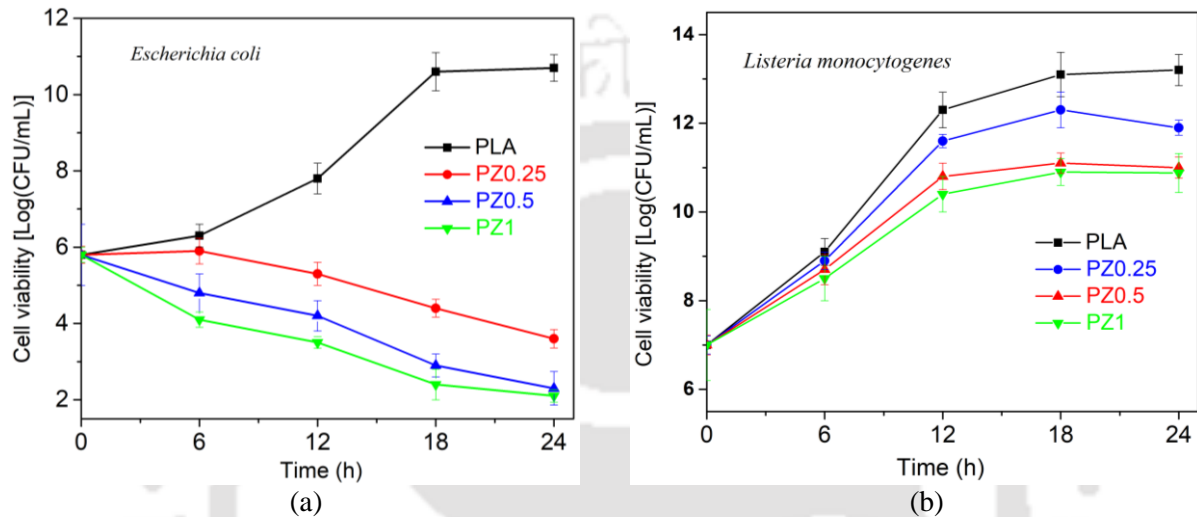 12
10
8
6
4
2
Cell viability [Log(CFU/mL)]
Escherichia coli
PLA
PZ0.25
PZ0.5
PZ1
0 6 12 18 24
Time (h)
(a)
14
12
10
8
6
Cell viability [Log(CFU/mL)]
Listeria monocytogenes
PLA
PZ0.25
PZ0.5
PZ1
0 6 12 18 24
Time (h)
(b)